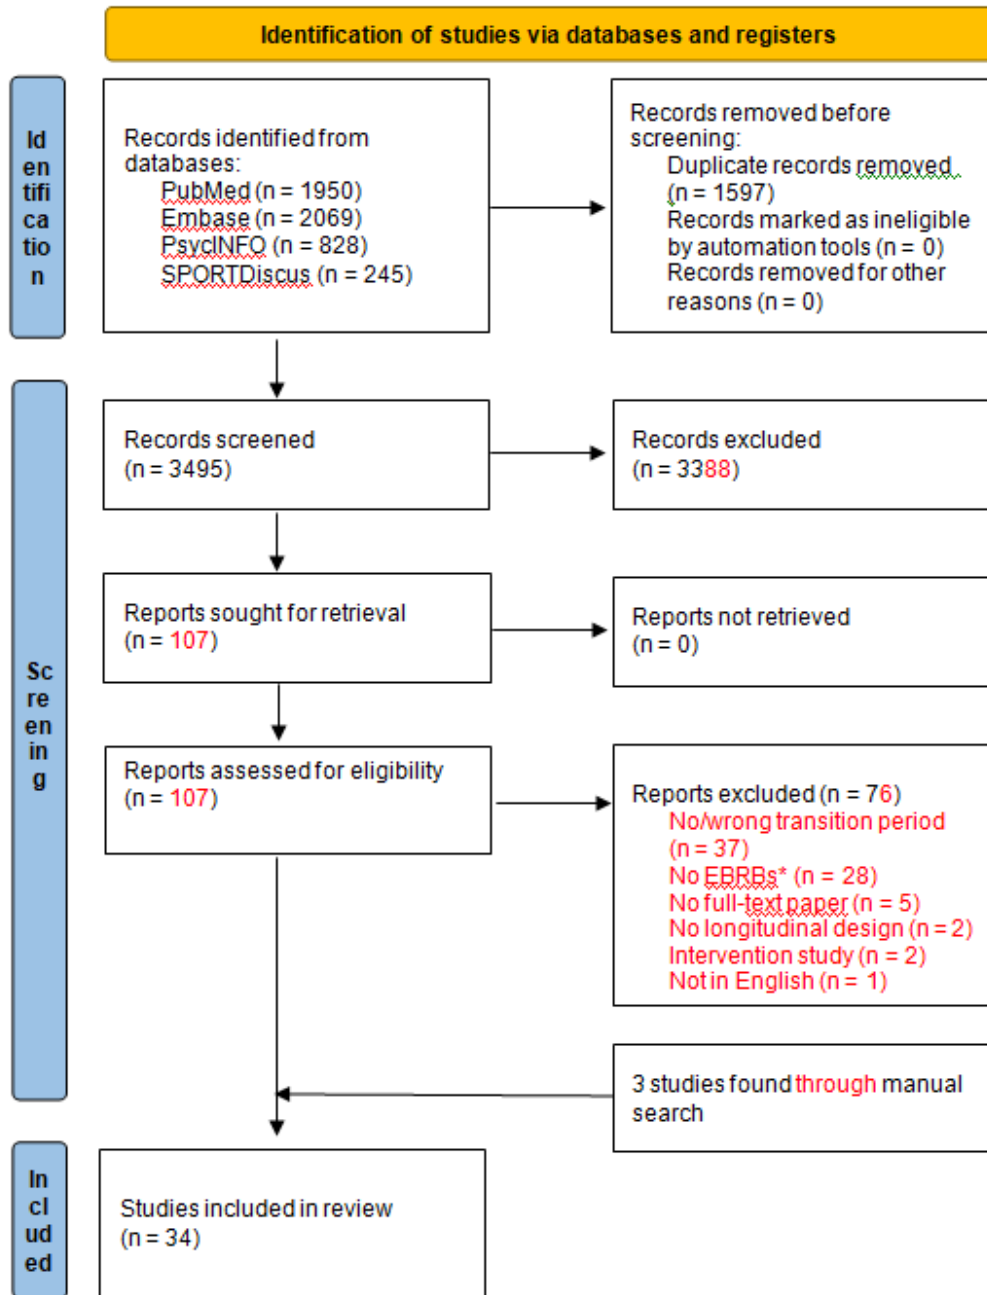 Identification of studies via databases and registers
Id
en
tifi
ca
tio
n
Records identified from
databases:
PubMed (n = 1950)
Embase (n = 2069)
PsycINFO (n = 828)
SPORTDiscus (n = 245)
Records removed before
screening:
Duplicate records removed
(n = 1597)
Records marked as ineligible
by automation tools (n = 0)
Records removed for other
reasons (n = 0)
Sc
re
en
in
g
Records screened
(n = 3495)
Records excluded
(n = 3388)
Reports sought for retrieval
(n = 107)
Reports not retrieved
(n = 0)
Reports assessed for eligibility
(n = 107)
Reports excluded (n = 76)
No/wrong transition period
(n = 37)
No EBRBs* (n = 28)
No full-text paper (n = 5)
No longitudinal design (n = 2)
Intervention study (n = 2)
Not in English (n = 1)
3 studies found through manual
search
In
cl
ud
ed
Studies included in review
(n = 34)